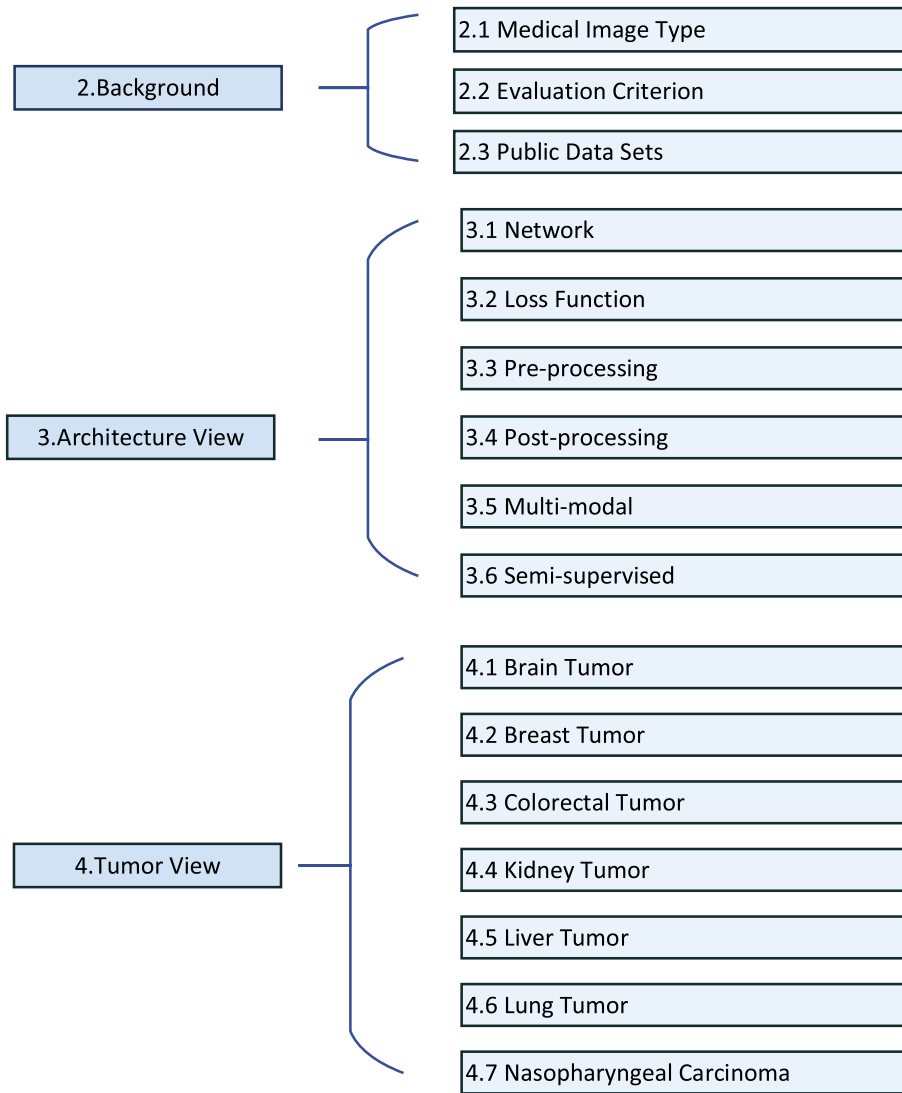 2.Background
2.1 Medical Image Type
2.2 Evaluation Criterion
2.3 Public Data Sets
3.Architecture View
3.1 Network
3.2 Loss Function
3.3 Pre-processing
3.4 Post-processing
3.5 Multi-modal
3.6 Semi-supervised
4.Tumor View
4.1 Brain Tumor
4.2 Breast Tumor
4.3 Colorectal Tumor
4.4 Kidney Tumor
4.5 Liver Tumor
4.6 Lung Tumor
4.7 Nasopharyngeal Carcinoma